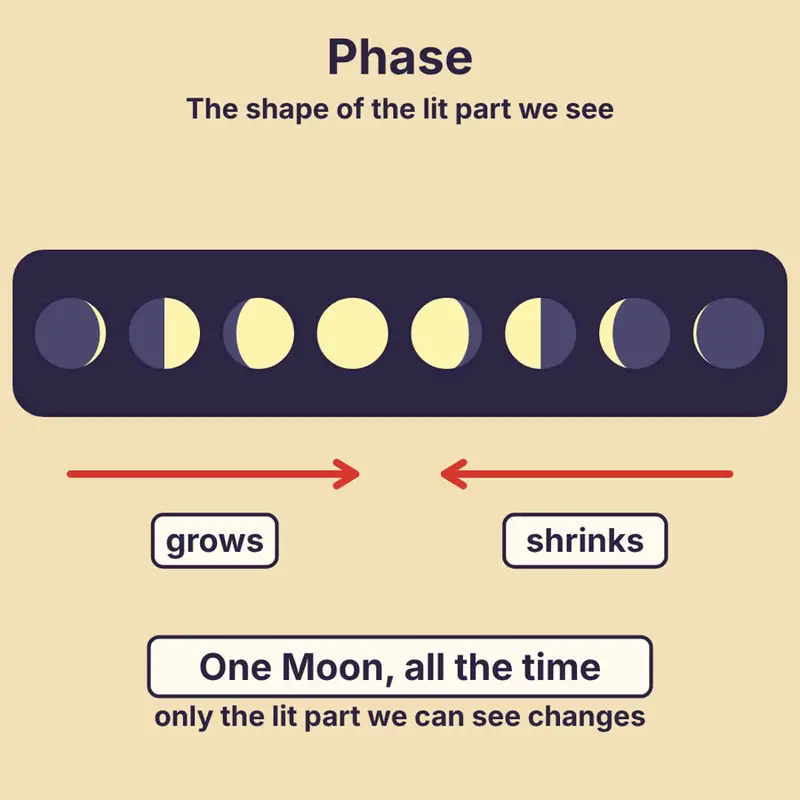 Phase
The shape of the lit part we see
grows
shrinks
One Moon, all the time
only the lit part we can see changes